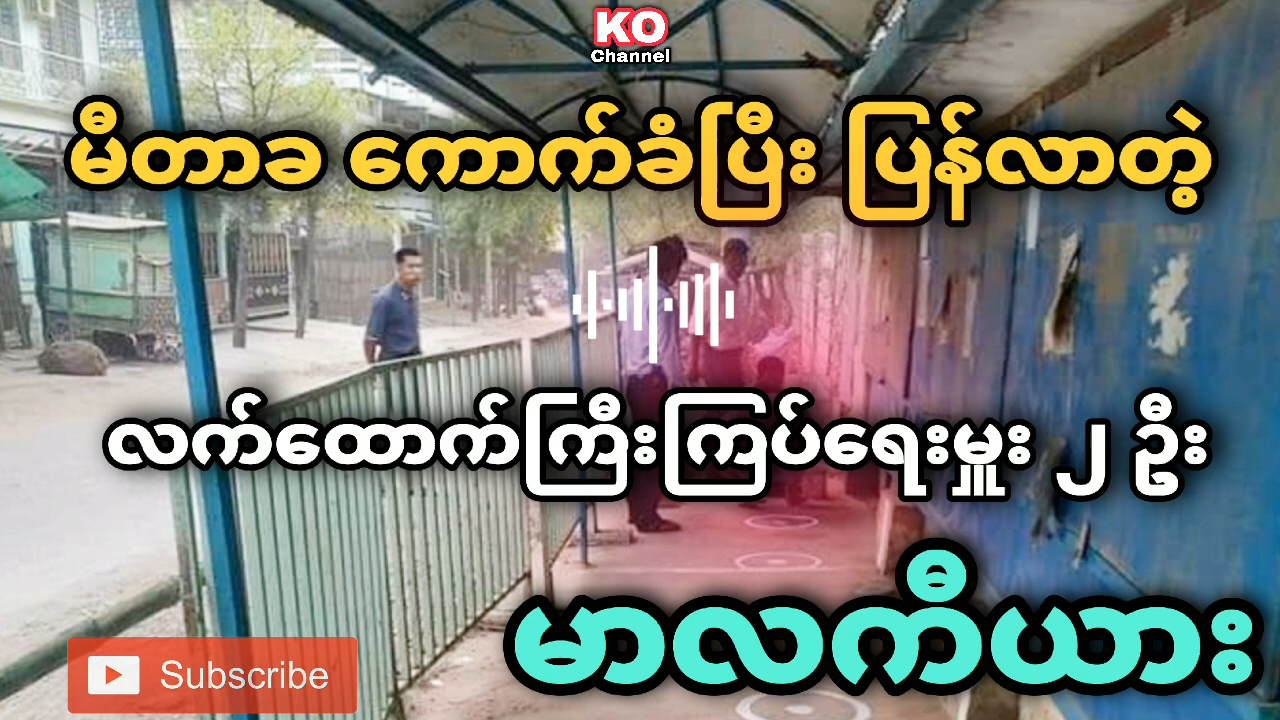 KO
Channel
မီတာခ ကောက်ခံပြီး ပြန်လာတဲ့
လက်ထောက်ကြီးကြပ်ရေးမှူး ၂ ဦး
မာလကီယား
Subscribe